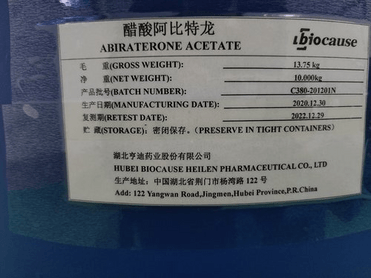 醋酸阿比特龙
biocause
ABIRATERONE ACETATE
毛 重(GROSS WEIGHT): 13.75 kg
净 重(NET WEIGHT): 10.000kg
产品批号(BATCH NUMBER): C380-201201N
生产日期(MANUFACTURING DATE): 2020.12.30
复测期(RETEST DATE): 2022.12.29
贮 藏(STORAGE): 密闭保存。(PRESERVE IN TIGHT CONTAINERS)
湖北亨迪药业股份有限公司
HUBEI BIOCAUSE HEILEN PHARMACEUTICAL CO., LTD
生产地址: 中国湖北省荆门市杨湾路 122 号
Add: 122 Yangwan Road,Jingmen,Hubei Province,P.R.China